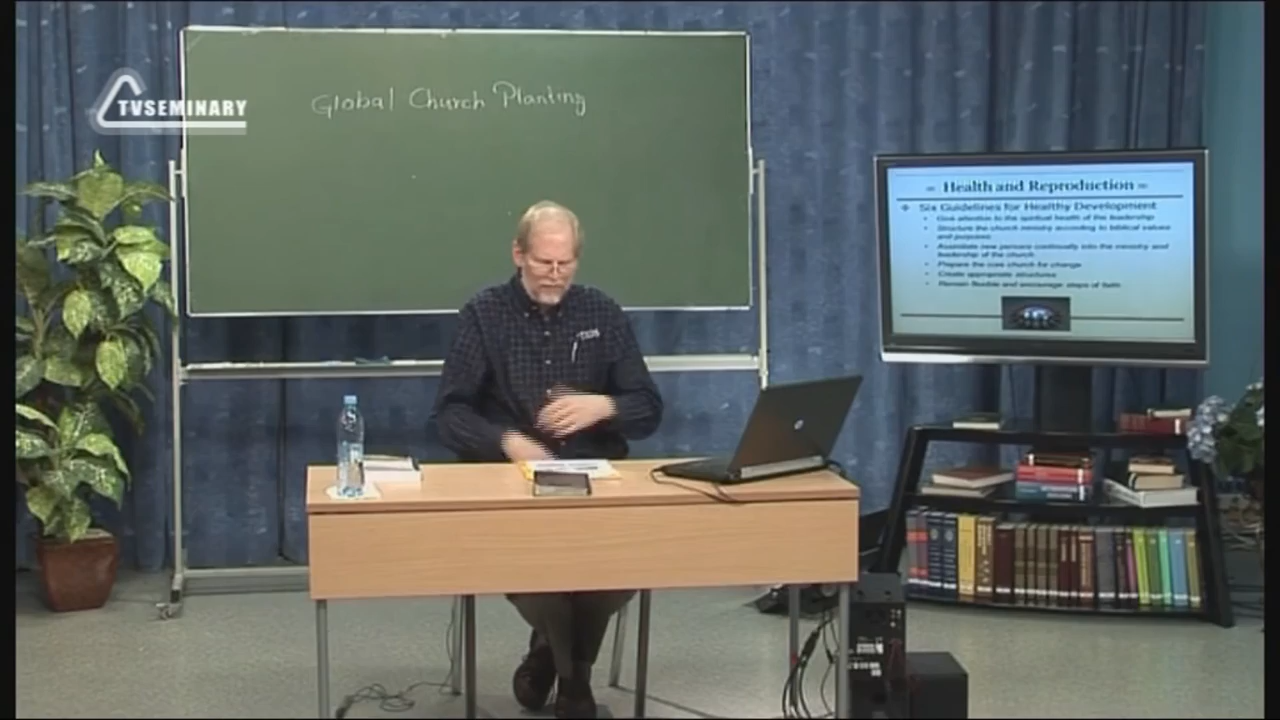 TVSEMINARY
Global Church Planting
Health and Reproduction
Six Guidelines for Healthy Development
Give attention to the spiritual health of the leadership
Structure the church ministry according to biblical values
and purposes
Assimilate new persons continually into the ministry and
leadership of the church
Prepare the core church for change
Create appropriate structures
Remain flexible and encourage steps of faith
hp